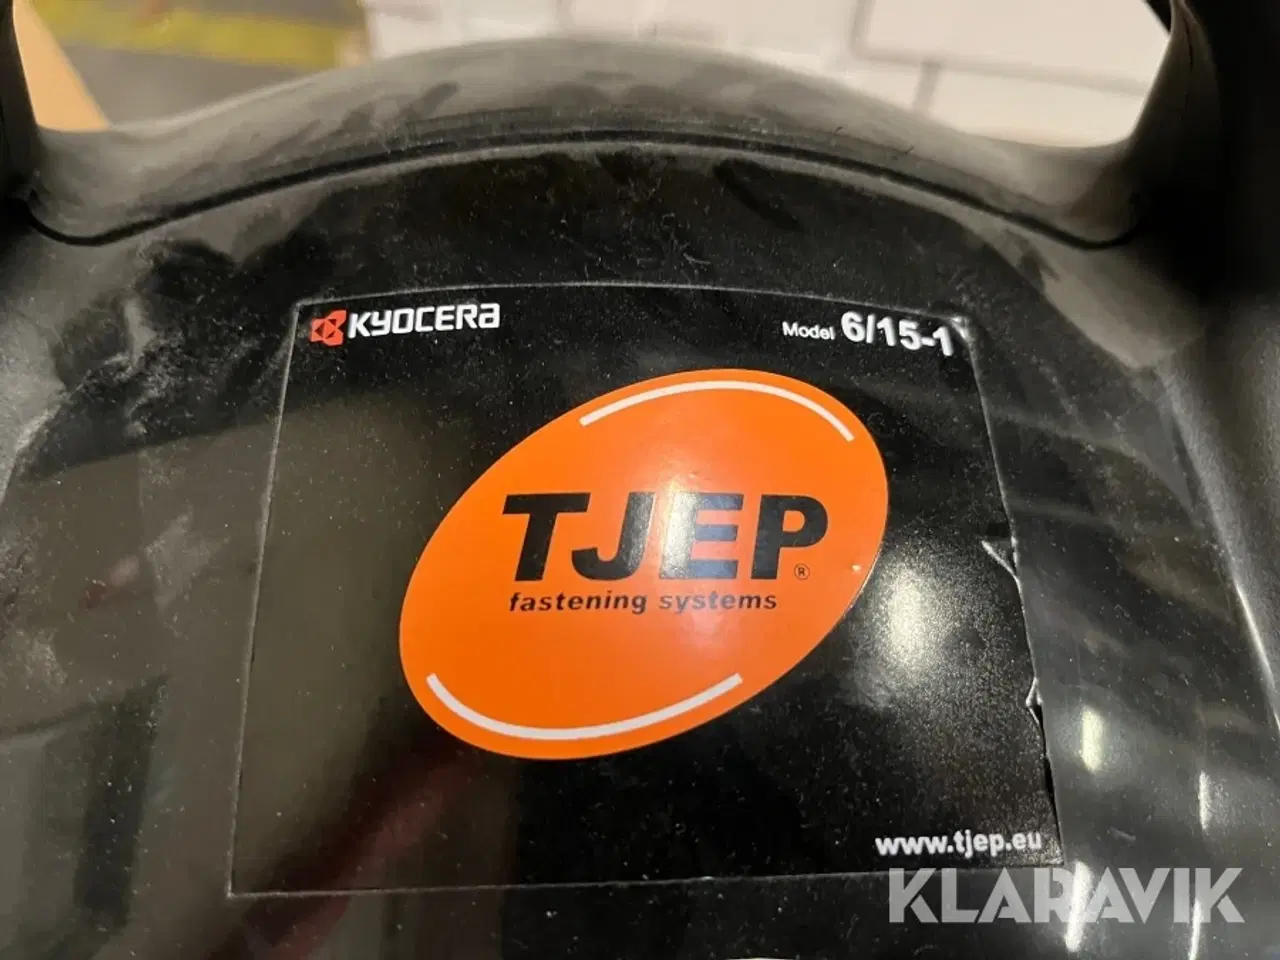 KYOCERA
Model 6/15-1
TJEP®
fastening systems
www.tjep.eu
KLARAVIK